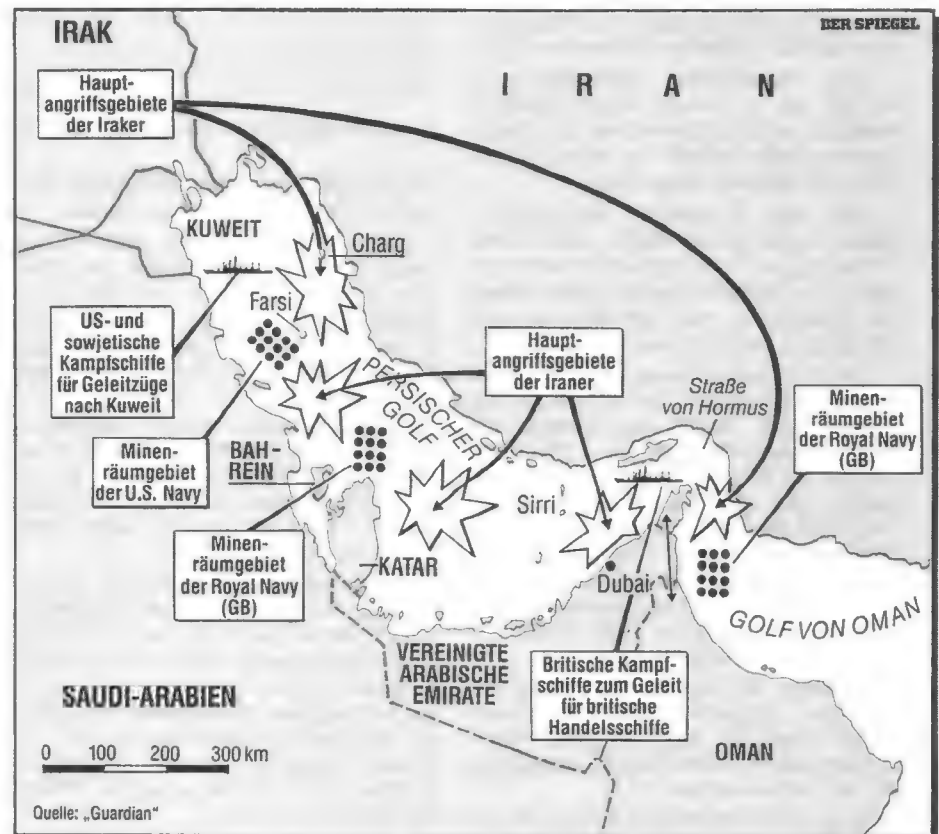 IRAK
DER SPIEGEL
Haupt-
angriffsgebiete
der Iraker
I R A N
KUWEIT
Charg
Farsi
US- und
sowjetische
Kampfschiffe
für Geleitzüge
nach Kuweit
Haupt-
angriffsgebiete
der Iraner
PERSISCHER
GOLF
Straße
von Hormus
Minen-
räumgebiet
der Royal Navy
(GB)
Minen-
räumgebiet
der U.S. Navy
BAH-
REIN
Sirri
Minen-
räumgebiet
der Royal Navy
(GB)
KATAR
Dubai
GOLF VON OMAN
VEREINIGTE
ARABISCHE
EMIRATE
Britische Kampf-
schiffe zum Geleit
für britische
Handelsschiffe
SAUDI-ARABIEN
OMAN
0 100 200 300 km
Quelle: „Guardian“